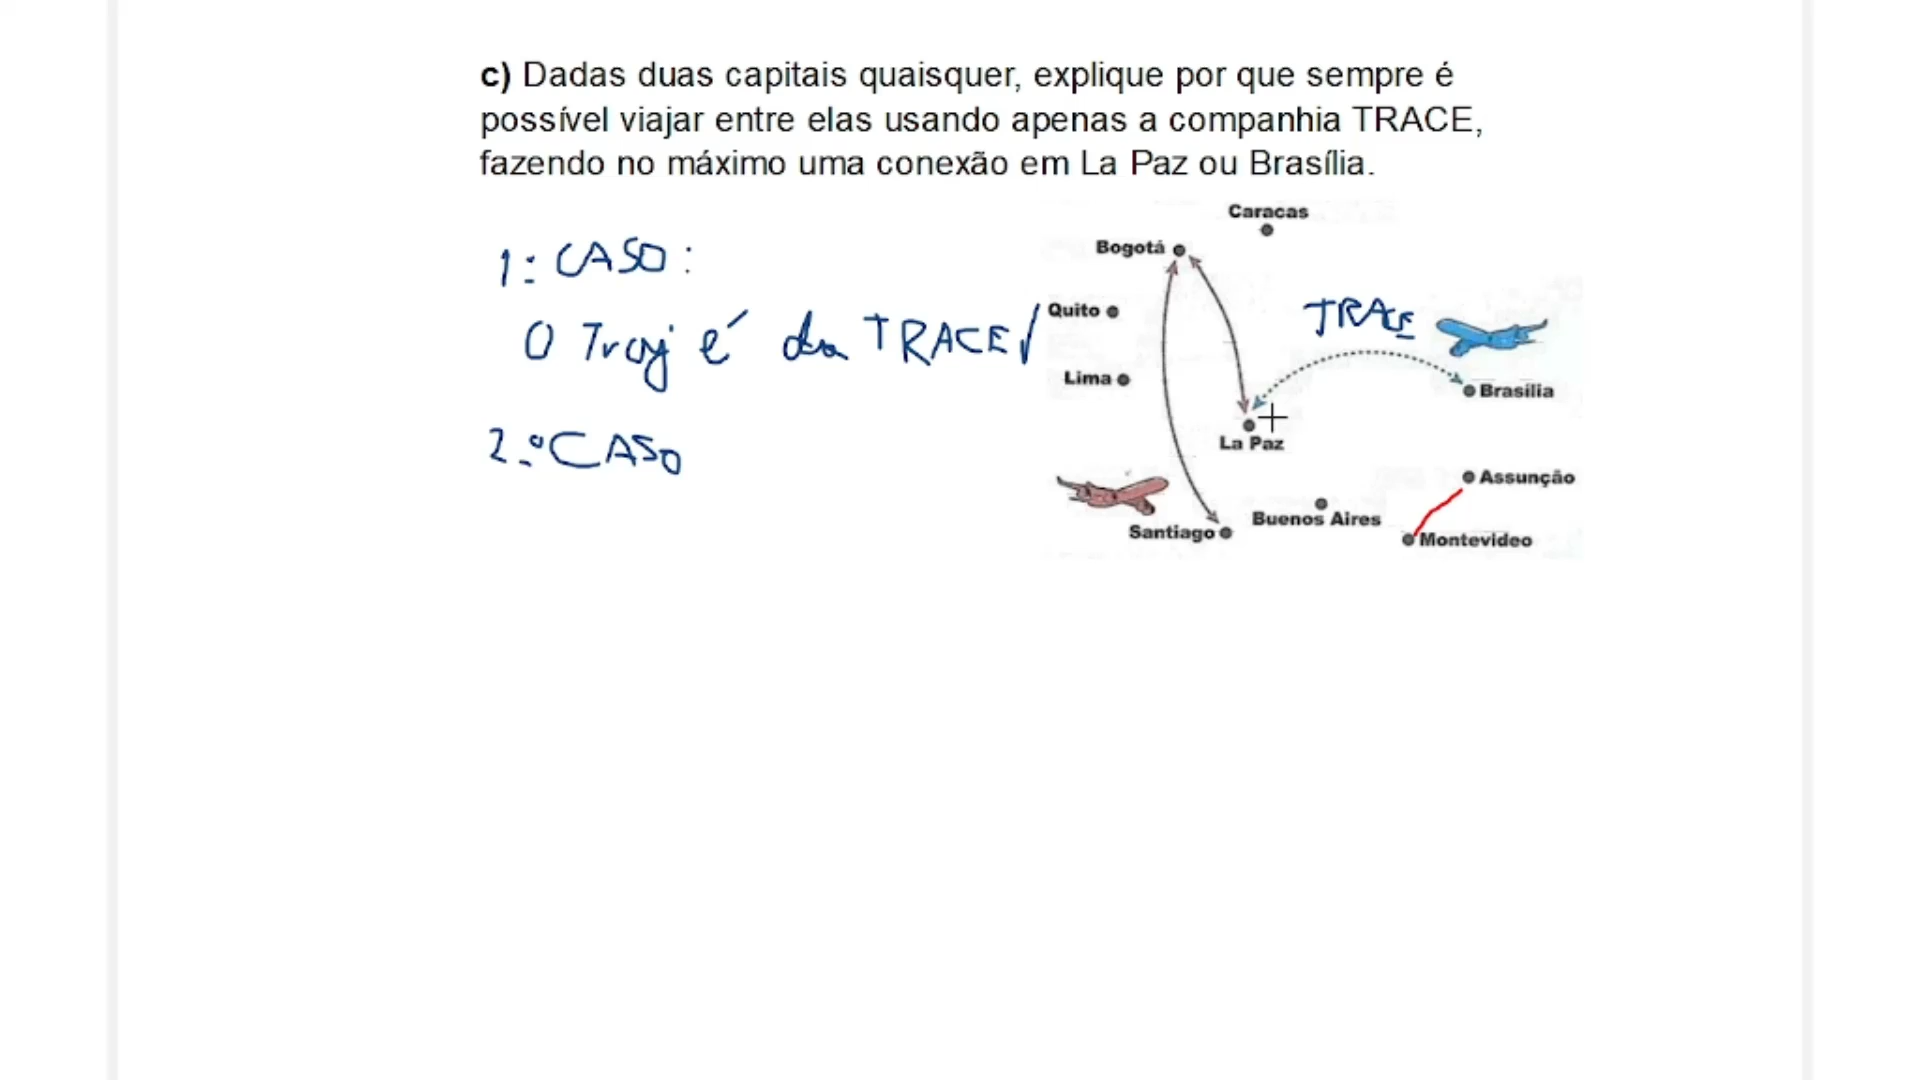 c) Dadas duas capitais quaisquer, explique por que sempre é
possível viajar entre elas usando apenas a companhia TRACE,
fazendo no máximo uma conexão em La Paz ou Brasília.
Caracas
Bogotá
1: CASO:
Quito
TRACE
O Traj é da TRACE
Lima
Brasília
La Paz
2.º CASO
Assunção
Buenos Aires
Santiago
Montevideo